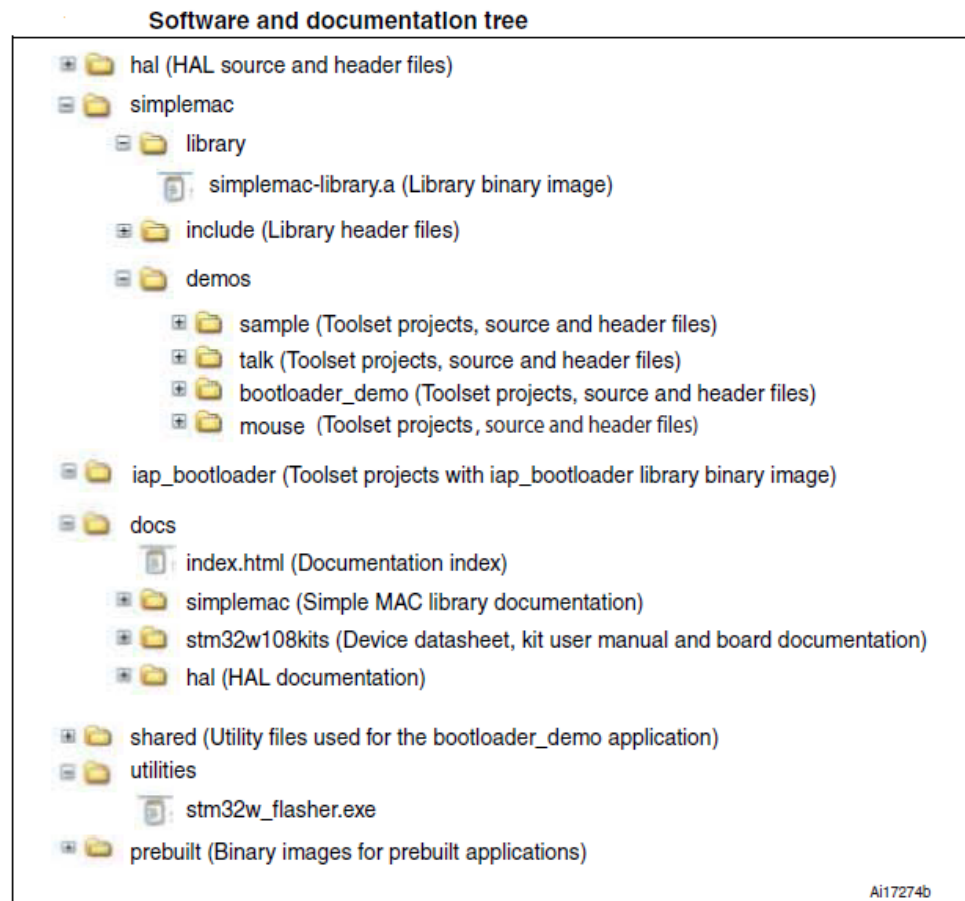 Software and documentation tree
hal (HAL source and header files)
simplemac
library
simplemac-library.a (Library binary image)
include (Library header files)
demos
sample (Toolset projects, source and header files)
talk (Toolset projects, source and header files)
bootloader_demo (Toolset projects, source and header files)
mouse (Toolset projects, source and header files)
iap_bootloader (Toolset projects with iap_bootloader library binary image)
docs
index.html (Documentation index)
simplemac (Simple MAC library documentation)
stm32w108kits (Device datasheet, kit user manual and board documentation)
hal (HAL documentation)
shared (Utility files used for the bootloader_demo application)
utilities
stm32w_flasher.exe
prebuilt (Binary images for prebuilt applications)
Ai17274b